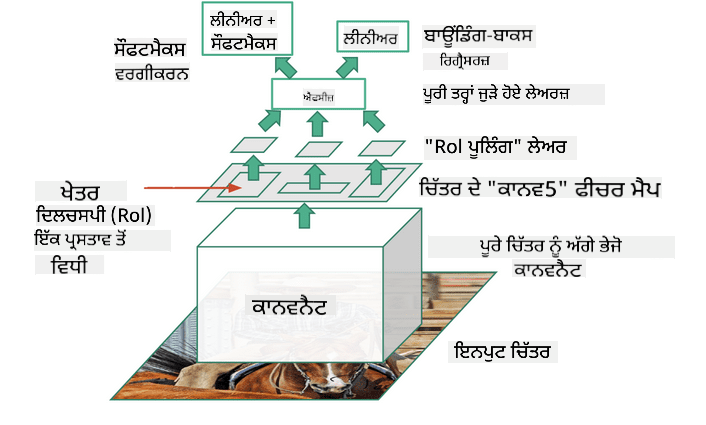 ਲੀਨੀਅਰ +
ਸੌਫਟਮੈਕਸ
ਲੀਨੀਅਰ
ਬਾਊਂਡਿੰਗ-ਬਾਕਸ
ਰਿਗ੍ਰੈਸਰਜ਼
ਸੌਫਟਮੈਕਸ
ਵਰਗੀਕਰਨ
ਐਫਸੀਜ਼
ਪੂਰੀ ਤਰ੍ਹਾਂ ਜੁੜੇ ਹੋਏ ਲੇਅਰਜ਼
"RoI ਪੂਲਿੰਗ" ਲੇਅਰ
ਚਿੱਤਰ ਦੇ "ਕਾਨਵ5" ਫੀਚਰ ਮੈਪ
ਖੇਤਰ
ਦਿਲਚਸਪੀ (RoI)
ਇੱਕ ਪ੍ਰਸਤਾਵ ਤੋਂ
ਵਿਧੀ
ਪੂਰੇ ਚਿੱਤਰ ਨੂੰ ਅੱਗੇ ਭੇਜੋ
ਕਾਨਵਨੈਟ
ਕਾਨਵਨੈਟ
ਇਨਪੁਟ ਚਿੱਤਰ